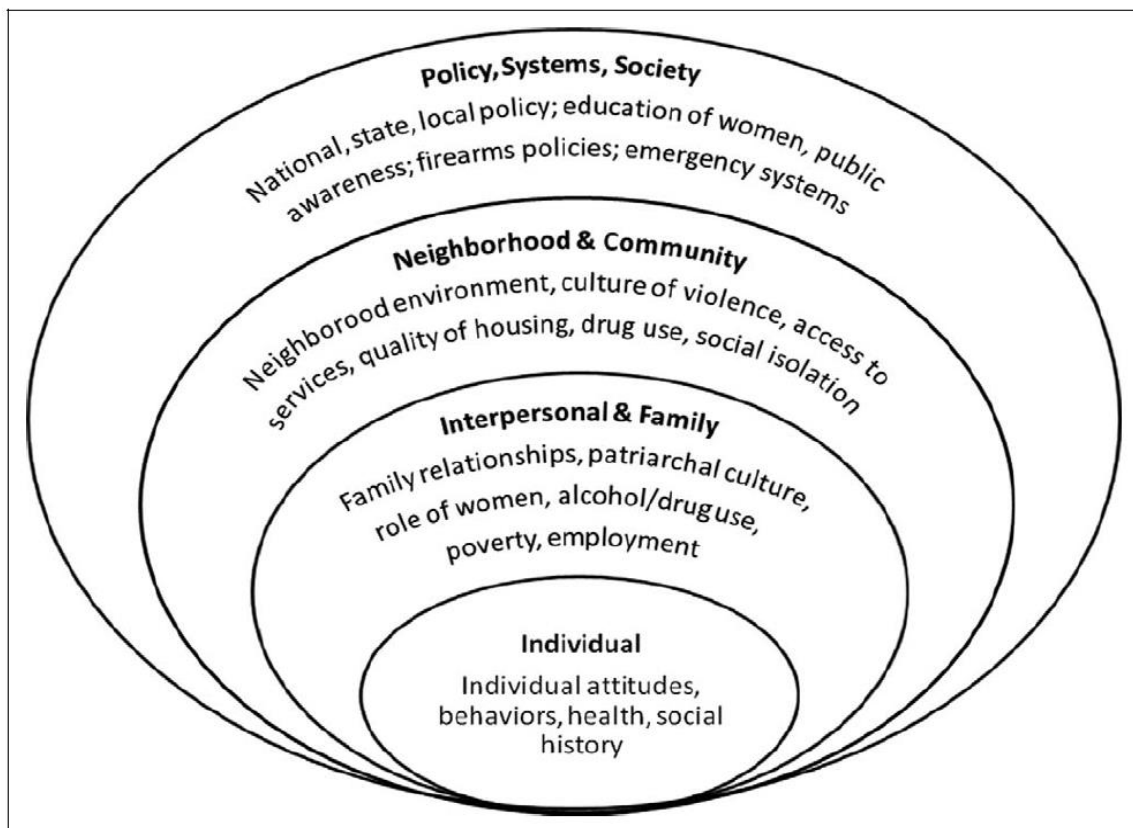 Policy, Systems, Society
National, state, local policy; education of women, public
awareness; firearms policies; emergency systems
Neighborhood & Community
Neighborood environment, culture of violence, access to
services, quality of housing, drug use, social isolation
Interpersonal & Family
Family relationships, patriarchal culture,
role of women, alcohol/drug use,
poverty, employment
Individual
Individual attitudes,
behaviors, health, social
history